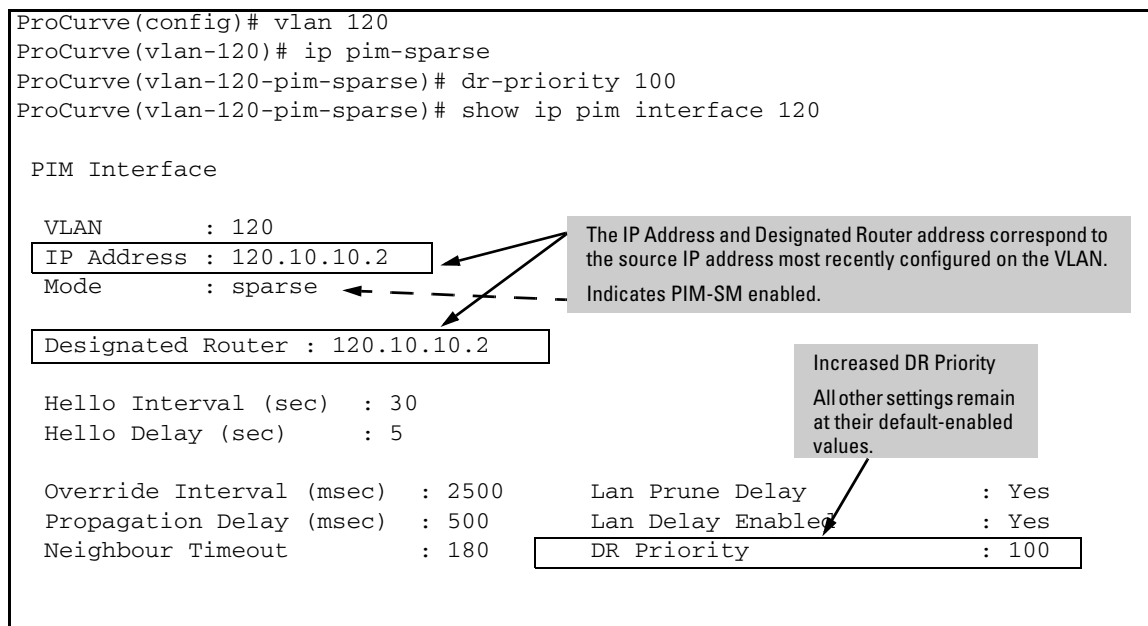 ProCurve(config)# vlan 120
ProCurve(vlan-120)# ip pim-sparse
ProCurve(vlan-120-pim-sparse)# dr-priority 100
ProCurve(vlan-120-pim-sparse)# show ip pim interface 120
PIM Interface
VLAN : 120
IP Address : 120.10.10.2
Mode : sparse
The IP Address and Designated Router address correspond to
the source IP address most recently configured on the VLAN.
Indicates PIM-SM enabled.
Designated Router : 120.10.10.2
Increased DR Priority
All other settings remain
at their default-enabled
values.
Hello Interval (sec) : 30
Hello Delay (sec) : 5
Override Interval (msec) : 2500 Lan Prune Delay : Yes
Propagation Delay (msec) : 500 Lan Delay Enabled : Yes
Neighbour Timeout : 180 DR Priority : 100